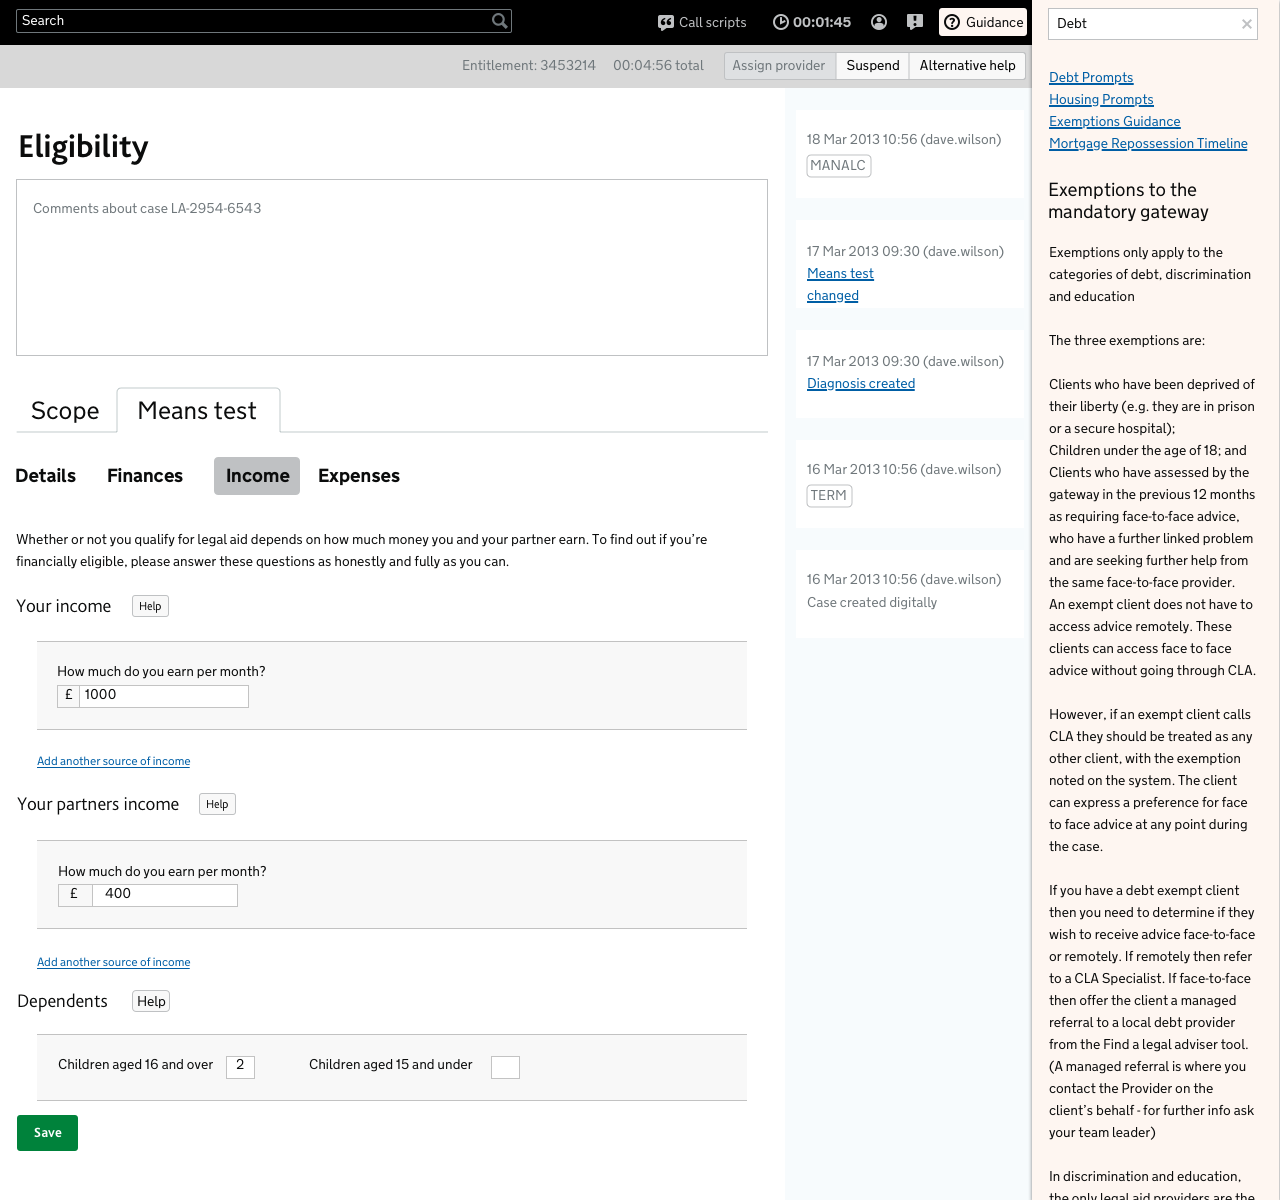 Search
Call scripts
00:01:45
Guidance
Entitlement: 3453214
00:04:56 total
Assign provider
Suspend
Alternative help
Eligibility
Comments about case LA-2954-6543
Scope
Means test
Details
Finances
Income
Expenses
Whether or not you qualify for legal aid depends on how much money you and your partner earn. To find out if you’re
financially eligible, please answer these questions as honestly and fully as you can.
Your income
Help
How much do you earn per month?
£ 1000
Add another source of income
Your partners income
Help
How much do you earn per month?
£ 400
Add another source of income
Dependents
Help
Children aged 16 and over 2
Children aged 15 and under
Save
18 Mar 2013 10:56 (dave.wilson)
MANALC
17 Mar 2013 09:30 (dave.wilson)
Means test
changed
17 Mar 2013 09:30 (dave.wilson)
Diagnosis created
16 Mar 2013 10:56 (dave.wilson)
TERM
16 Mar 2013 10:56 (dave.wilson)
Case created digitally
Debt
Debt Prompts
Housing Prompts
Exemptions Guidance
Mortgage Repossession Timeline
Exemptions to the
mandatory gateway
Exemptions only apply to the
categories of debt, discrimination
and education
The three exemptions are:
Clients who have been deprived of
their liberty (e.g. they are in prison
or a secure hospital);
Children under the age of 18; and
Clients who have assessed by the
gateway in the previous 12 months
as requiring face-to-face advice,
who have a further linked problem
and are seeking further help from
the same face-to-face provider.
An exempt client does not have to
access advice remotely. These
clients can access face to face
advice without going through CLA.
However, if an exempt client calls
CLA they should be treated as any
other client, with the exemption
noted on the system. The client
can express a preference for face
to face advice at any point during
the case.
If you have a debt exempt client
then you need to determine if they
wish to receive advice face-to-face
or remotely. If remotely then refer
to a CLA Specialist. If face-to-face
then offer the client a managed
referral to a local debt provider
from the Find a legal adviser tool.
(A managed referral is where you
contact the Provider on the
client’s behalf - for further info ask
your team leader)
In discrimination and education,
the only legal aid providers are the